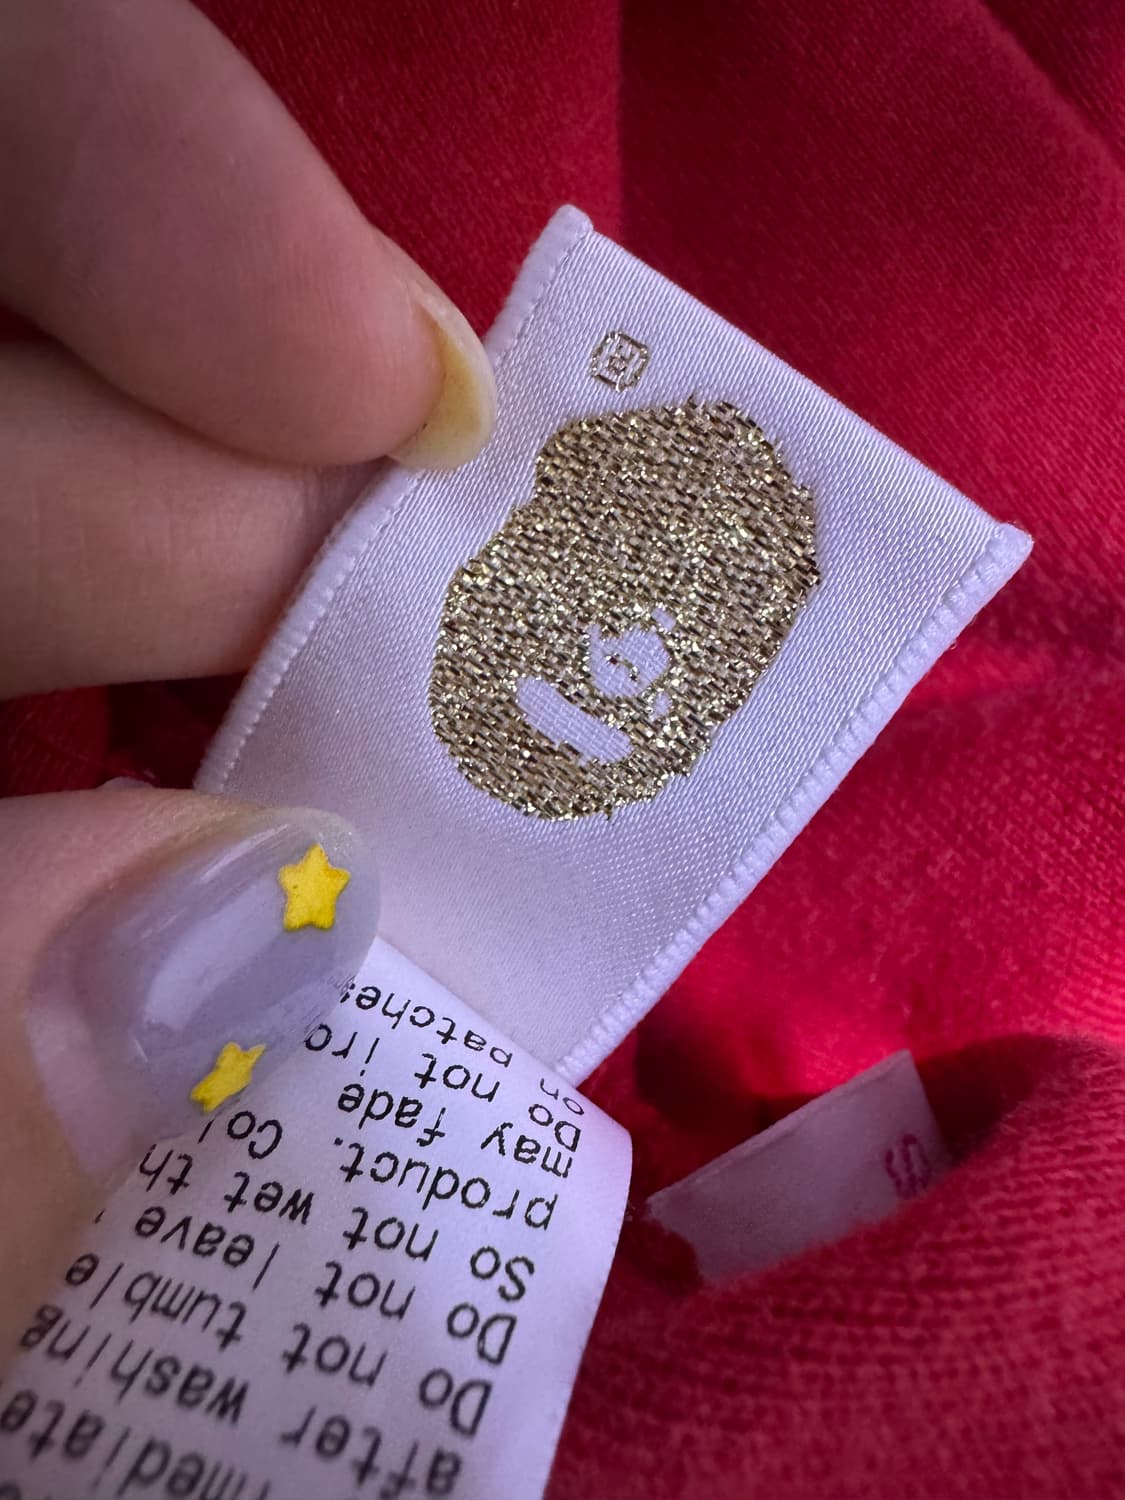 after washing
Do not tumble
Do not leave
So not wet
product.
may fade
Do not
on patches
S